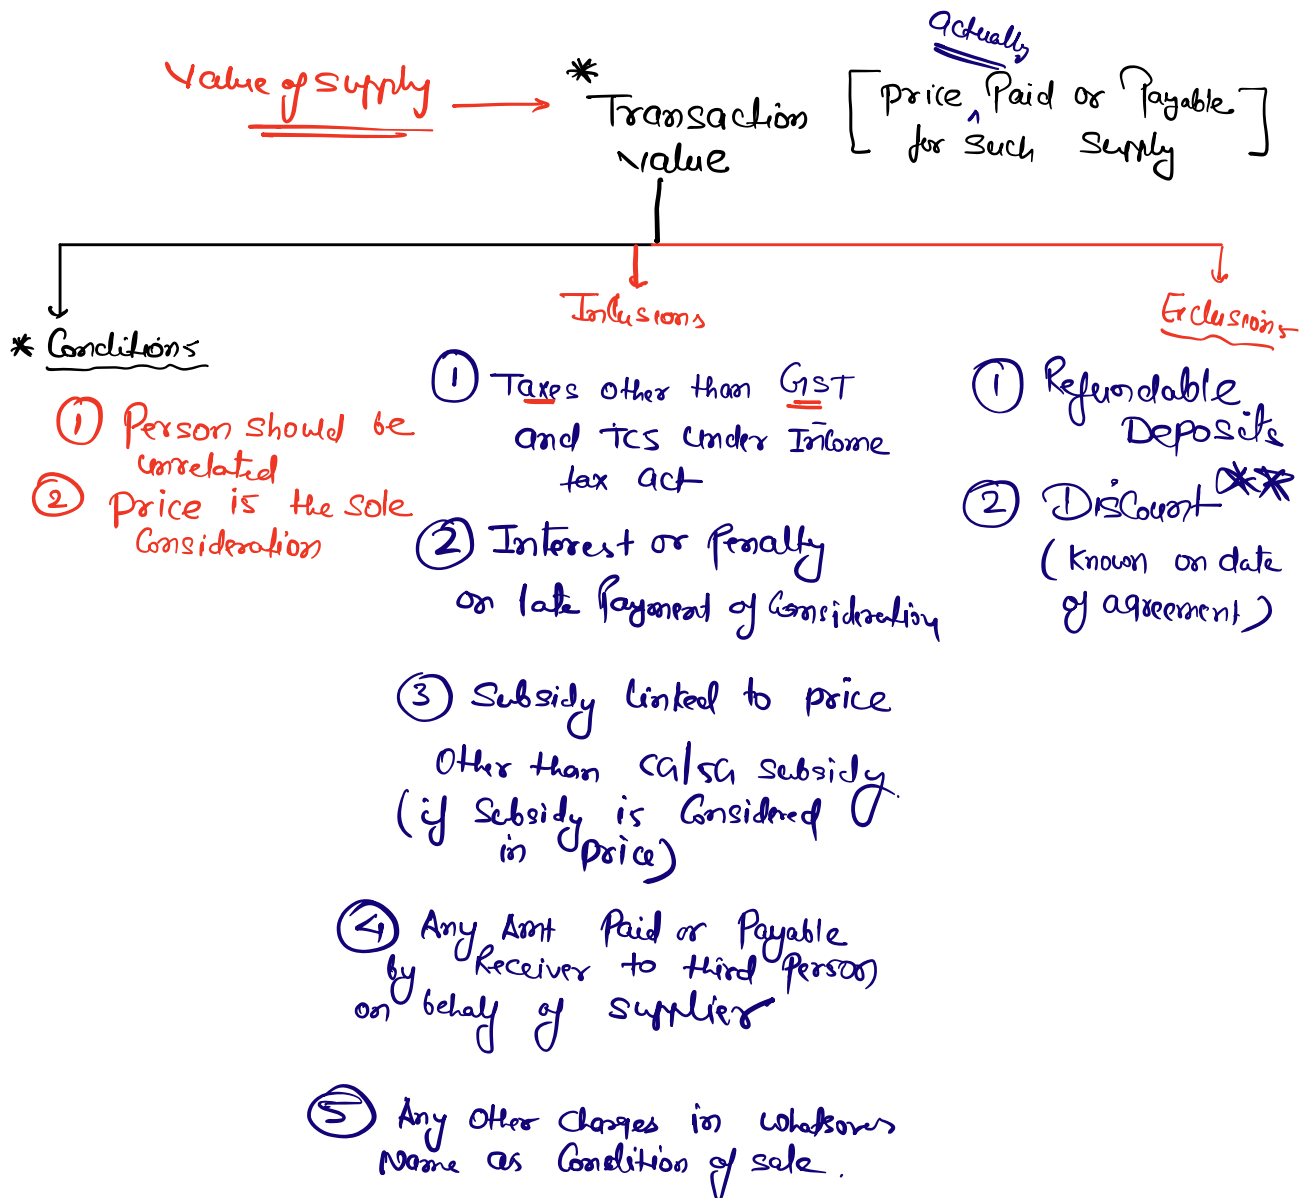 Value of Supply
* Transaction
Value
[Price Actually Paid or Payable
for such Supply]
* Conditions
① Person should be
unrelated
② Price is the sole
Consideration
Inclusions
① Taxes other than GST
and TCS under Income
tax act
② Interest or Penalty
on late Payment of Consideration
③ Subsidy linked to price
Other than CG/SG subsidy.
(if Subsidy is Considered
in price)
④ Any Amt Paid or Payable
by Receiver to third Person
on behalf of supplier
⑤ Any Other Charges in whatsover
Name as Condition of sale.
Exclusions
① Refundable
Deposits
② Discount **
(Known on date
of agreement)